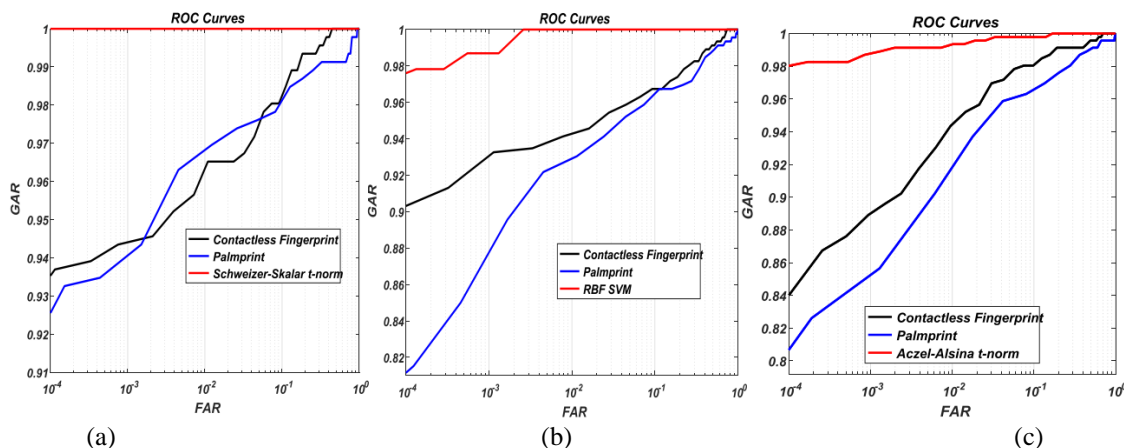 ROC Curves
1
0.99
0.98
0.97
0.96
0.95
0.94
0.93
0.92
0.91
GAR
10^-4
10^-3
10^-2
10^-1
10^0
FAR
Contactless Fingerprint
Palmprint
Schweizer-Skalar t-norm
(a)
ROC Curves
1
0.98
0.96
0.94
0.92
0.9
0.88
0.86
0.84
0.82
GAR
10^-4
10^-3
10^-2
10^-1
10^0
FAR
Contactless Fingerprint
Palmprint
RBF SVM
(b)
ROC Curves
1
0.98
0.96
0.94
0.92
0.9
0.88
0.86
0.84
0.82
0.8
GAR
10^-4
10^-3
10^-2
10^-1
10^0
FAR
Contactless Fingerprint
Palmprint
Aczel-Alsina t-norm
(c)